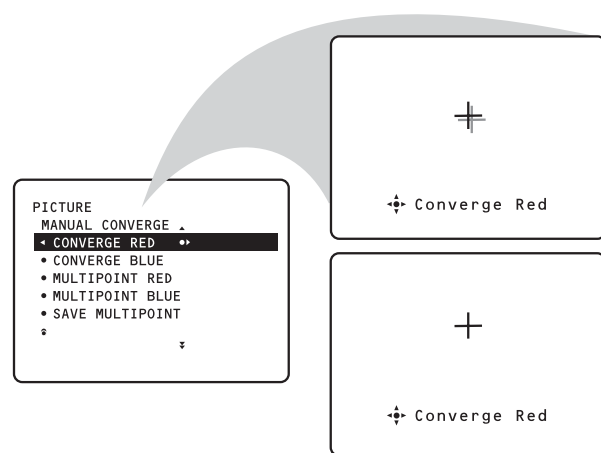 PICTURE
MANUAL CONVERGE
CONVERGE RED
CONVERGE BLUE
MULTIPOINT RED
MULTIPOINT BLUE
SAVE MULTIPOINT
Converge Red
Converge Red